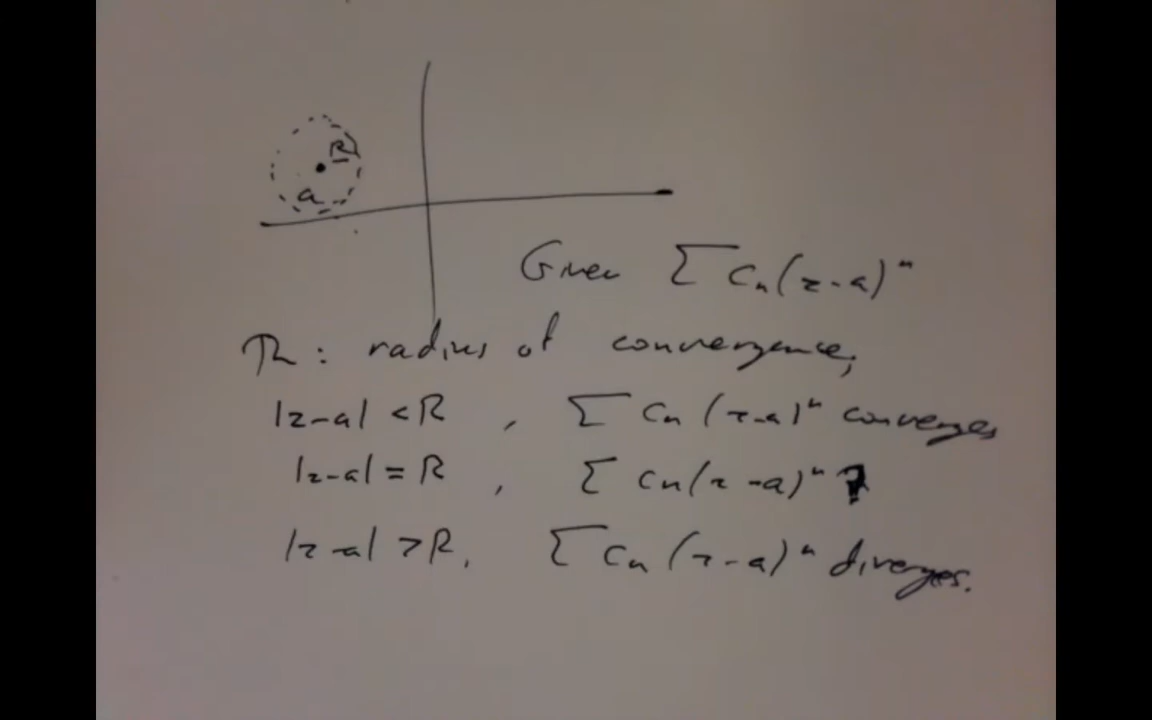 R
a
Given ∑ Cn(z-a)^n
R: radius of convergence;
|z-a| < R , ∑ Cn (z-a)^n converges
|z-a| = R , ∑ Cn(z-a)^n ?
|z-a| > R, ∑ Cn (z-a)^n diverges.